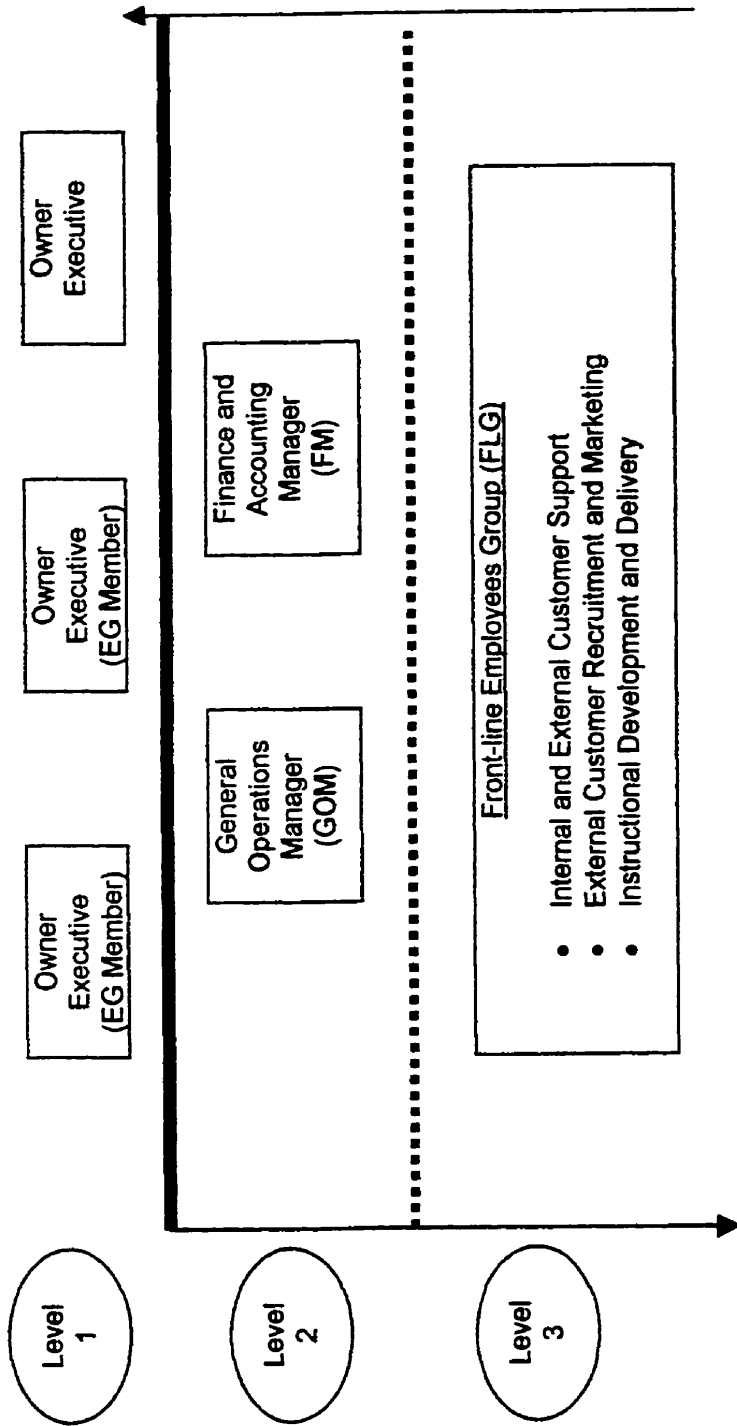 Level
1
Owner
Executive
(EG Member)
Owner
Executive
(EG Member)
Owner
Executive
Level
2
General
Operations
Manager
(GOM)
Finance and
Accounting
Manager
(FM)
Level
3
Front-line Employees Group (FLG)
• Internal and External Customer Support
• External Customer Recruitment and Marketing
• Instructional Development and Delivery